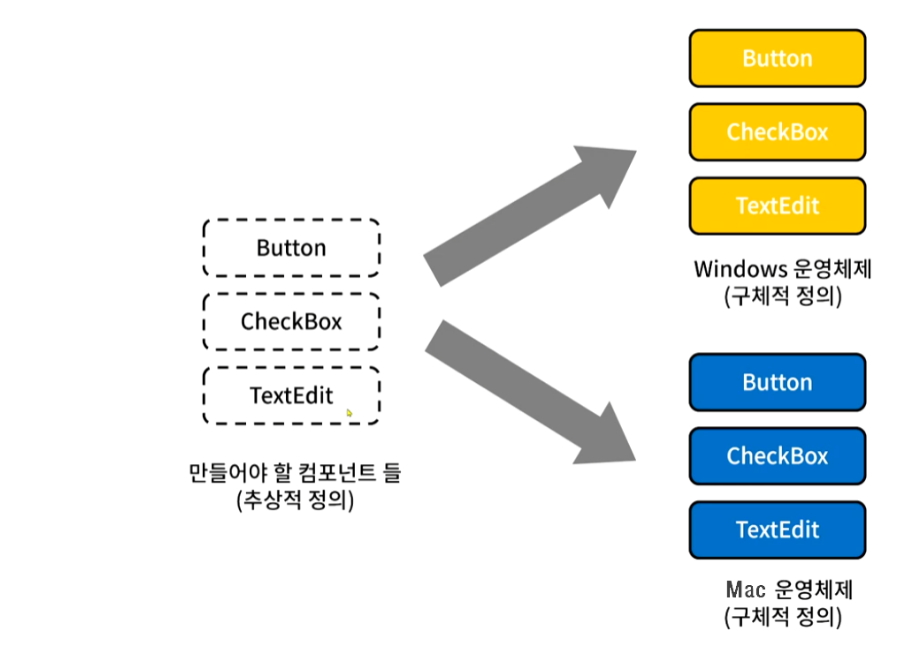 Button
CheckBox
TextEdit
만들어야 할 컴포넌트 들
(추상적 정의)
Button
CheckBox
TextEdit
Windows 운영체제
(구체적 정의)
Button
CheckBox
TextEdit
Mac 운영체제
(구체적 정의)